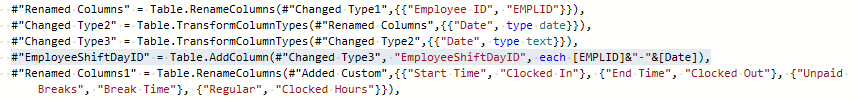 #"Renamed Columns" = Table.RenameColumns(#"Changed Type1",{{"Employee ID", "EMPLID"}}),
#"Changed Type2" = Table.TransformColumnTypes(#"Renamed Columns",{{"Date", type date}}),
#"Changed Type3" = Table.TransformColumnTypes(#"Changed Type2",{{"Date", type text}}),
#"EmployeeShiftDayID" = Table.AddColumn(#"Changed Type3", "EmployeeShiftDayID", each [EMPLID]&"-"&[Date]),
#"Renamed Columns1" = Table.RenameColumns(#"Added Custom",{{"Start Time", "Clocked In"}, {"End Time", "Clocked Out"}, {"Unpaid
Breaks", "Break Time"}, {"Regular", "Clocked Hours"}}),